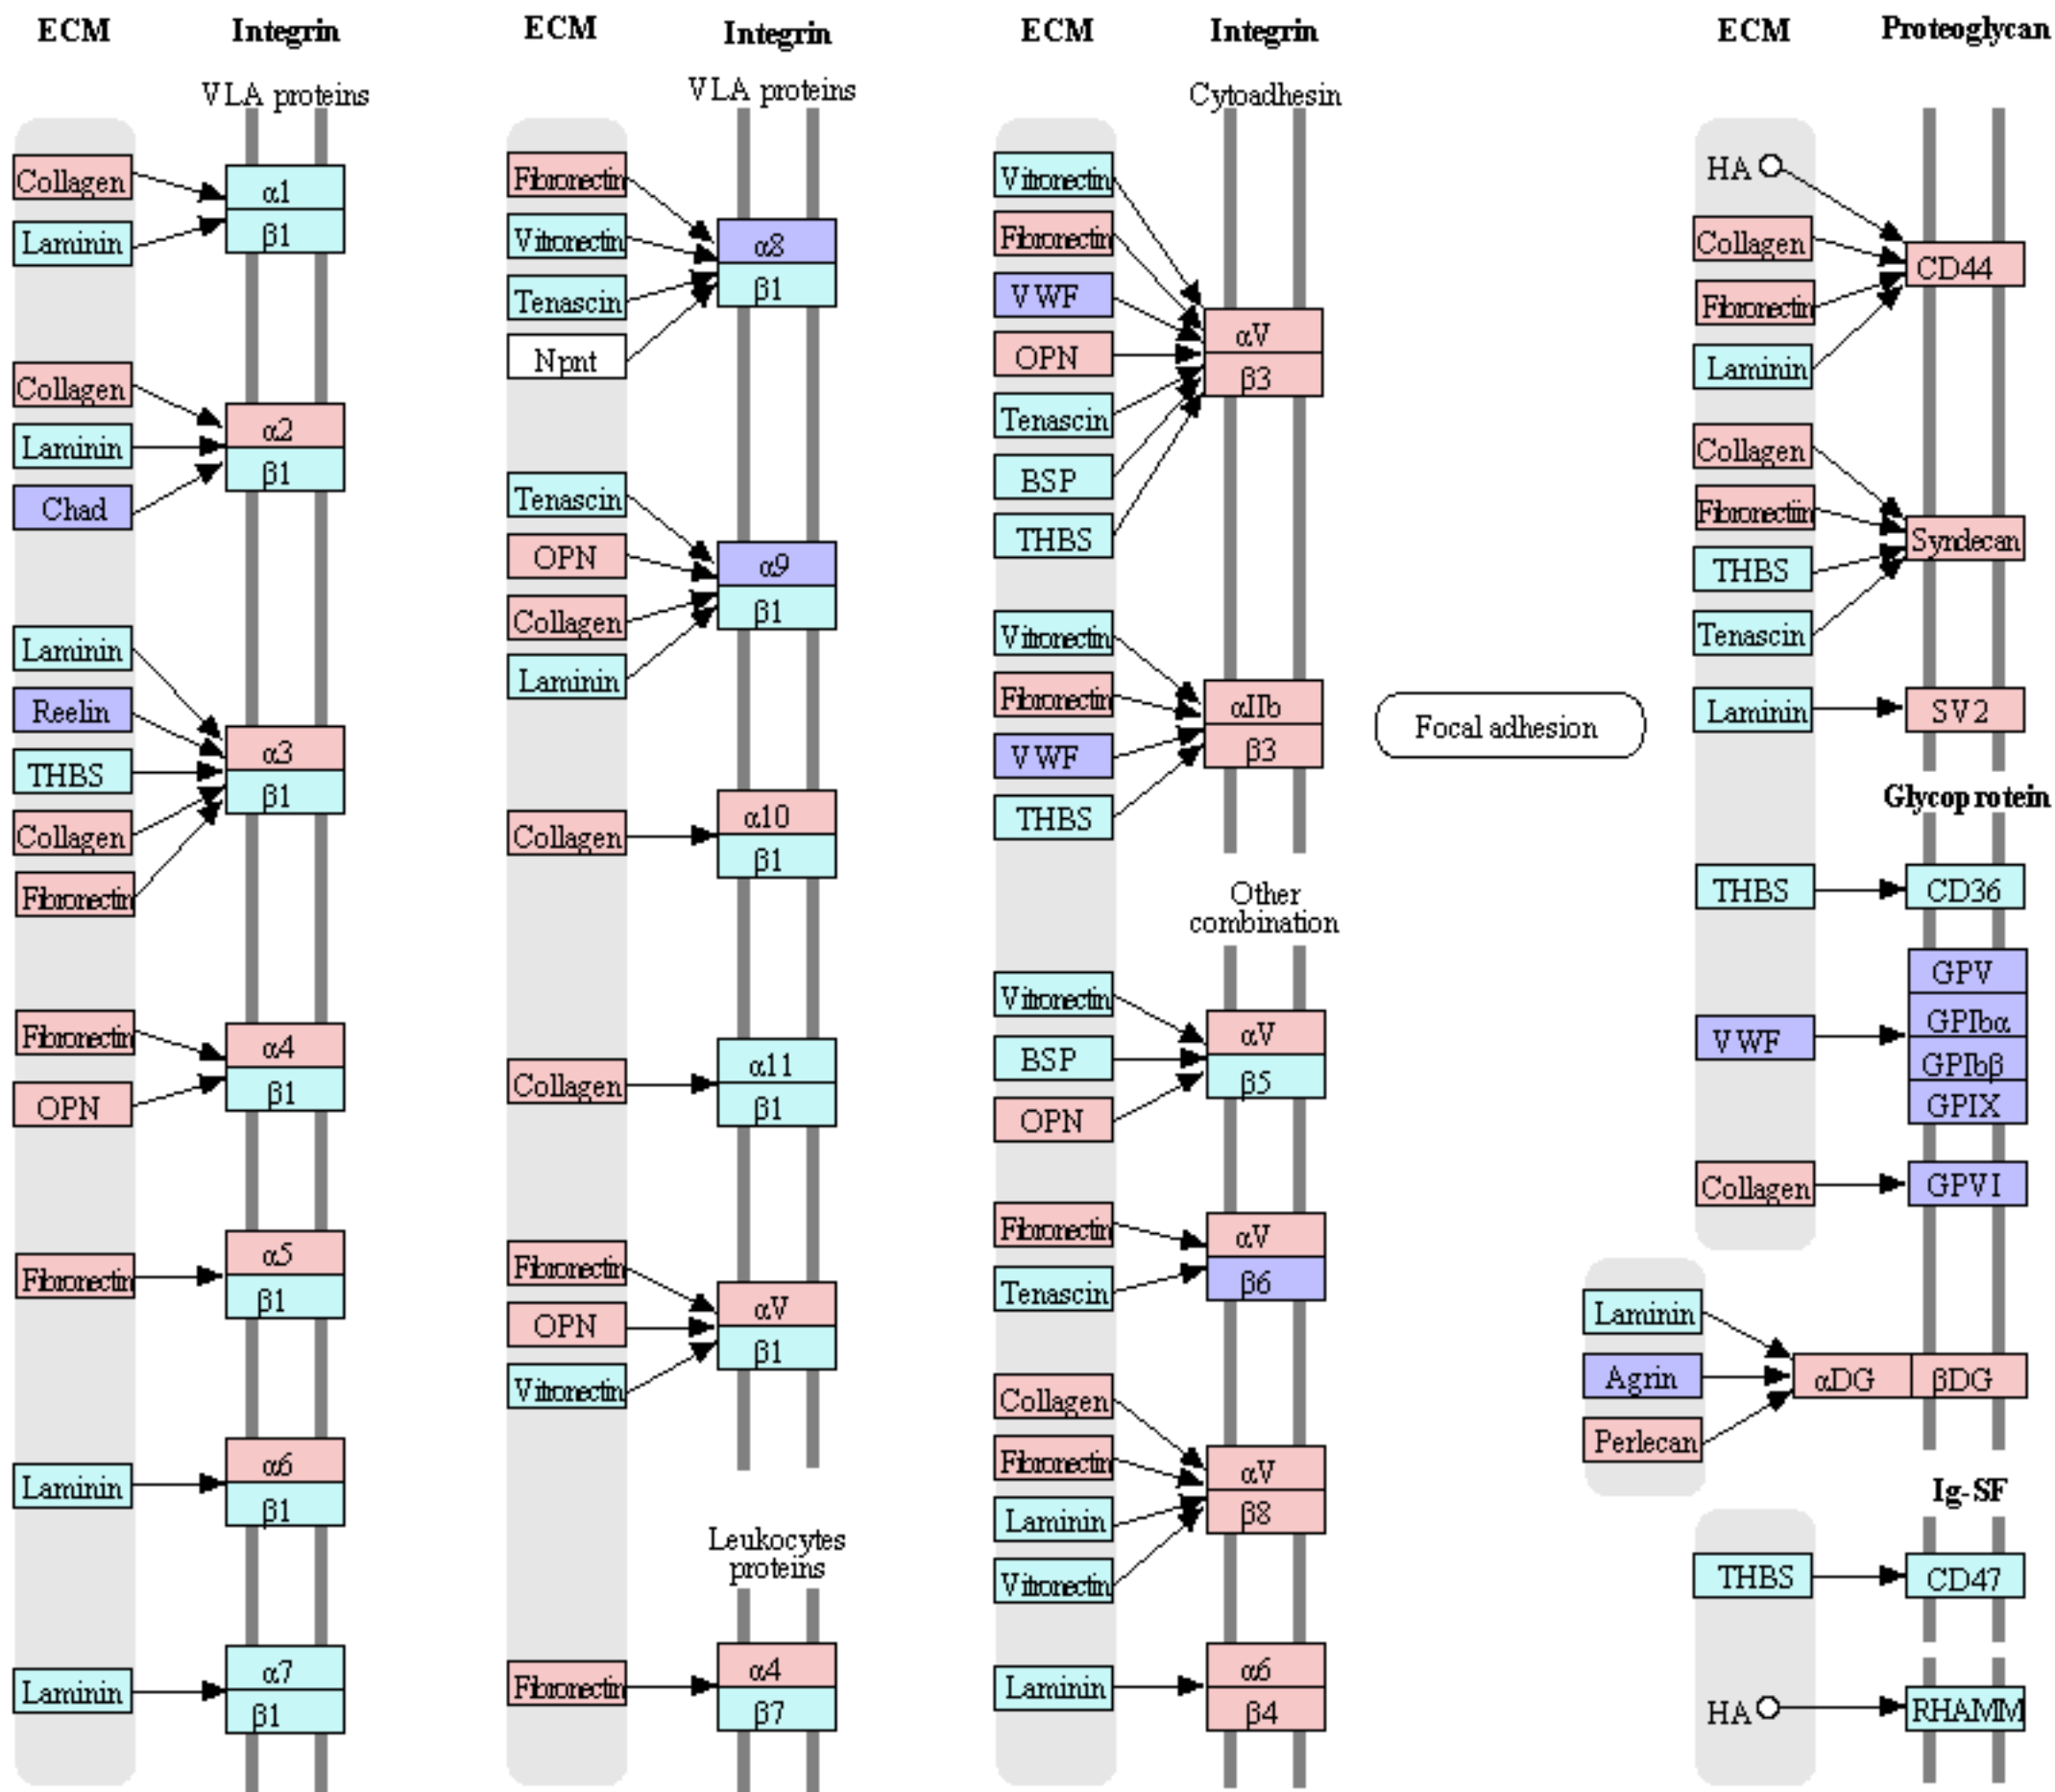 ECM
Integrin
VLA proteins
Collagen
α1
Laminin
β1
Collagen
α2
Laminin
β1
Chad
Laminin
Reelin
α3
THBS
β1
Collagen
Fibronectin
Fibronectin
α4
OPN
β1
α5
Fibronectin
β1
α6
Laminin
β1
α7
Laminin
β1
ECM
Integrin
VLA proteins
Fibronectin
Vitronectin
α8
Tenascin
β1
Npnt
Tenascin
OPN
α9
Collagen
β1
Laminin
α10
Collagen
β1
α11
Collagen
β1
Fibronectin
αV
OPN
β1
Vitronectin
Leukocytes
proteins
α4
Fibronectin
β7
ECM
Integrin
Cytoadhesin
Vitronectin
Fibronectin
VWF
αV
OPN
β3
Tenascin
BSP
THBS
Vitronectin
Fibronectin
αIIb
VWF
β3
THBS
Other
combination
Vitronectin
αV
BSP
β5
OPN
Fibronectin
αV
Tenascin
β6
Collagen
Fibronectin
αV
Laminin
β8
Vitronectin
α6
Laminin
β4
Focal adhesion
ECM
Proteoglycan
HA
Collagen
CD44
Fibronectin
Laminin
Collagen
Fibronectiin
Syndecan
THBS
Tenascin
Laminin
SV2
Glycoprotein
THBS
CD36
GPV
GPIbα
VWF
GPIbβ
GPIX
Collagen
GPVI
Laminin
Agrin
αDG
βDG
Perlecan
Ig-SF
THBS
CD47
HA
RHAMM